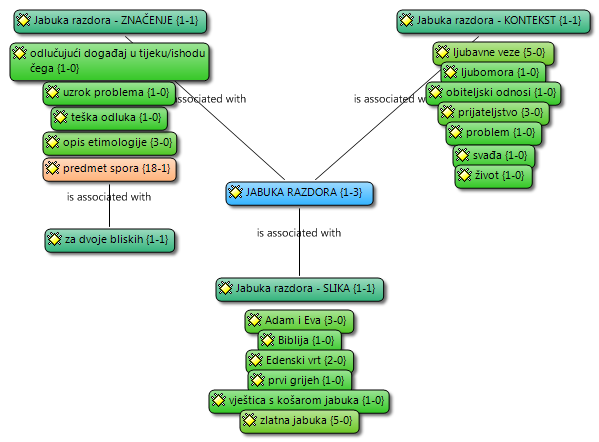 Jabuka razdora - ZNAČENJE {1-1}
odlučujući događaj u tijeku/ishodu
čega {1-0}
uzrok problema {1-0}
teška odluka {1-0}
opis etimologije {3-0}
predmet spora {18-1}
is associated with
za dvoje bliskih {1-1}
associated with
Jabuka razdora - KONTEKST {1-1}
ljubavne veze {5-0}
ljubomora {1-0}
obiteljski odnosi {1-0}
prijateljstvo {3-0}
problem {1-0}
svađa {1-0}
život {1-0}
is associated
JABUKA RAZDORA {1-3}
is associated with
Jabuka razdora - SLIKA {1-1}
Adam i Eva {3-0}
Biblija {1-0}
Edenski vrt {2-0}
prvi grijeh {1-0}
vještica s košarom jabuka {1-0}
zlatna jabuka {5-0}